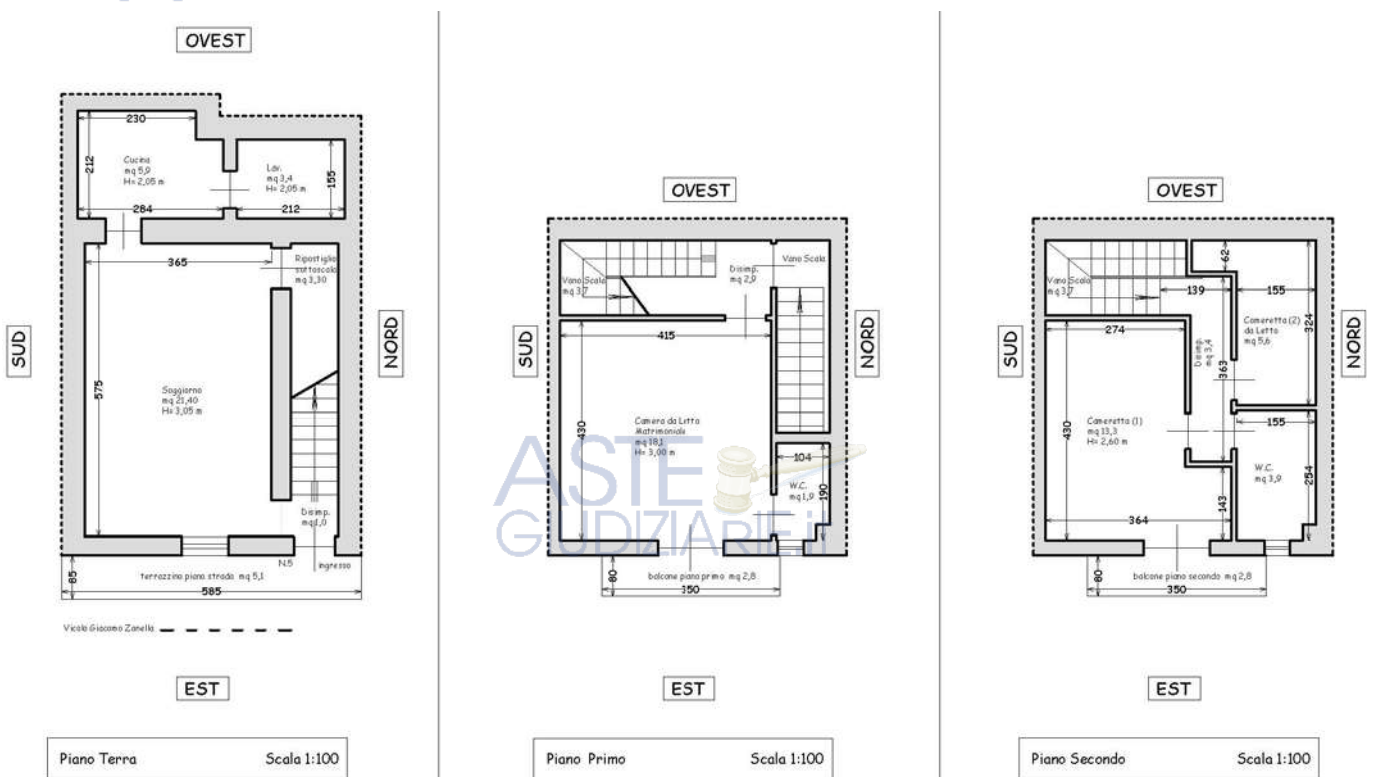 OVEST
230
212
Cucina
mq 5,9
H= 2,05 m
Lav.
mq 3,4
H= 2,05 m
155
284
212
365
Ripostiglio
sottoscala
mq 3,30
SUD
NORD
575
Soggiorno
mq 21,40
H= 3,05 m
Disimp.
mq 1,0
N.5
ingresso
85
terrazzino piano strada mq 5,1
585
Vicolo Giacomo Zanella
EST
Piano Terra Scala 1:100
OVEST
Vano Scala
mq 3,7
Disimp.
mq 2,9
Vano Scala
415
SUD
NORD
430
Camera da Letto
Matrimoniale
mq 18,1
H= 3,00 m
104
W.C.
mq 1,9
190
80
balcone piano primo mq 2,8
350
EST
Piano Primo Scala 1:100
OVEST
62
Vano Scala
mq 3,7
139
155
274
Cameretta (2)
da Letto
mq 5,6
324
SUD
NORD
Disimp.
mq 3,4
363
430
Cameretta (1)
mq 13,3
H= 2,60 m
155
W.C.
mq 3,9
254
143
364
80
balcone piano secondo mq 2,8
350
EST
Piano Secondo Scala 1:100
ASTE
GIUDIZIARIE.it